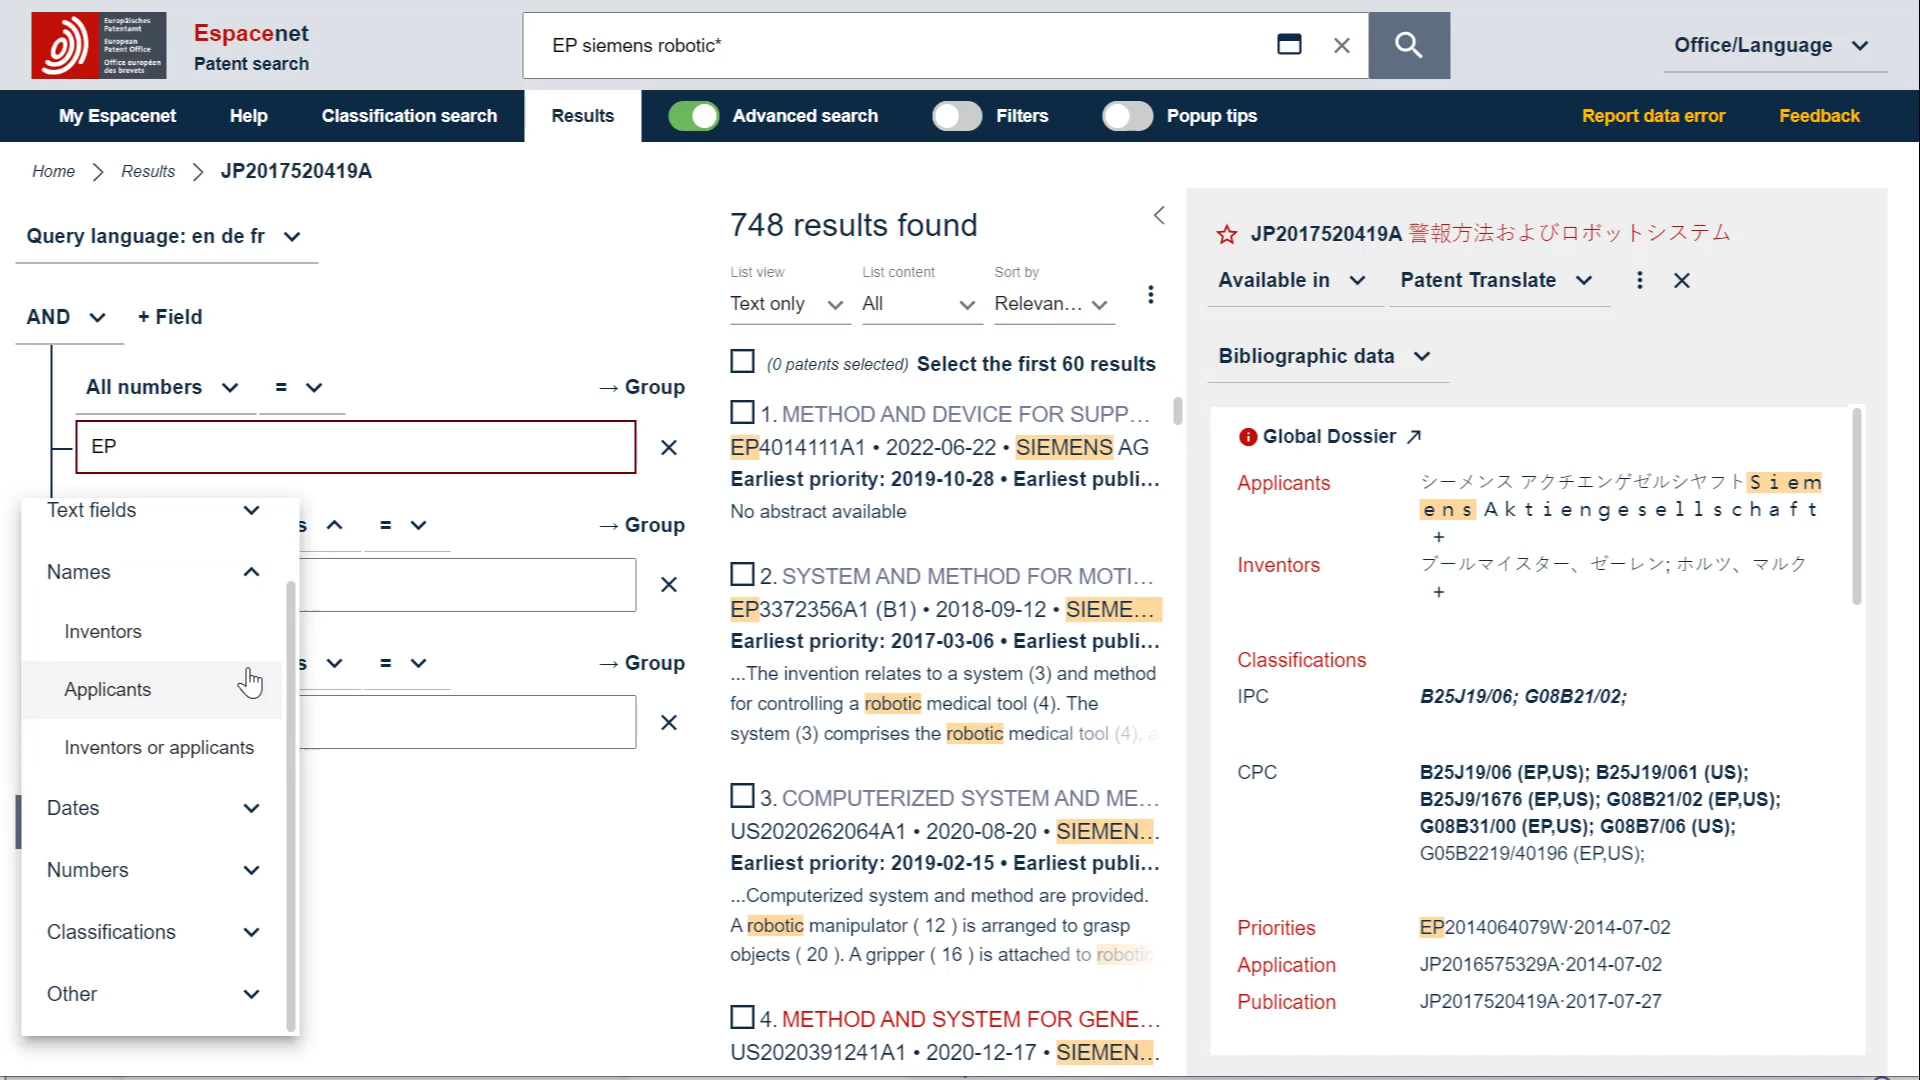 Europäisches
Patentamt
European
Patent Office
Office européen
des brevets
Espacenet
Patent search
EP siemens robotic*
Office/Language
My Espacenet
Help
Classification search
Results
Advanced search
Filters
Popup tips
Report data error
Feedback
Home
Results
JP2017520419A
Query language: en de fr
AND
+ Field
All numbers
=
→ Group
EP
s
=
→ Group
s
=
→ Group
Text fields
Names
Inventors
Applicants
Inventors or applicants
Dates
Numbers
Classifications
Other
748 results found
List view
List content
Sort by
Text only
All
Relevan...
(0 patents selected) Select the first 60 results
1. METHOD AND DEVICE FOR SUPP...
EP4014111A1 • 2022-06-22 • SIEMENS AG
Earliest priority: 2019-10-28 • Earliest publi...
No abstract available
2. SYSTEM AND METHOD FOR MOTI...
EP3372356A1 (B1) • 2018-09-12 • SIEME...
Earliest priority: 2017-03-06 • Earliest publi...
...The invention relates to a system (3) and method
for controlling a robotic medical tool (4). The
system (3) comprises the robotic medical tool (4), a
3. COMPUTERIZED SYSTEM AND ME...
US2020262064A1 • 2020-08-20 • SIEMEN...
Earliest priority: 2019-02-15 • Earliest publi...
...Computerized system and method are provided.
A robotic manipulator ( 12 ) is arranged to grasp
objects ( 20 ). A gripper ( 16 ) is attached to robotic
4. METHOD AND SYSTEM FOR GENE...
US2020391241A1 • 2020-12-17 • SIEMEN...
JP2017520419A 警報方法およびロボットシステム
Available in
Patent Translate
Bibliographic data
Global Dossier
Applicants
シーメンス アクチエンゲゼルシヤフトＳｉｅｍ
ｅｎｓ Ａｋｔｉｅｎｇｅｓｅｌｌｓｃｈａｆｔ
+
Inventors
ブールマイスター、ゼーレン; ホルツ、マルク
+
Classifications
IPC
B25J19/06; G08B21/02;
CPC
B25J19/06 (EP,US); B25J19/061 (US);
B25J9/1676 (EP,US); G08B21/02 (EP,US);
G08B31/00 (EP,US); G08B7/06 (US);
G05B2219/40196 (EP,US);
Priorities
EP2014064079W·2014-07-02
Application
JP2016575329A·2014-07-02
Publication
JP2017520419A·2017-07-27